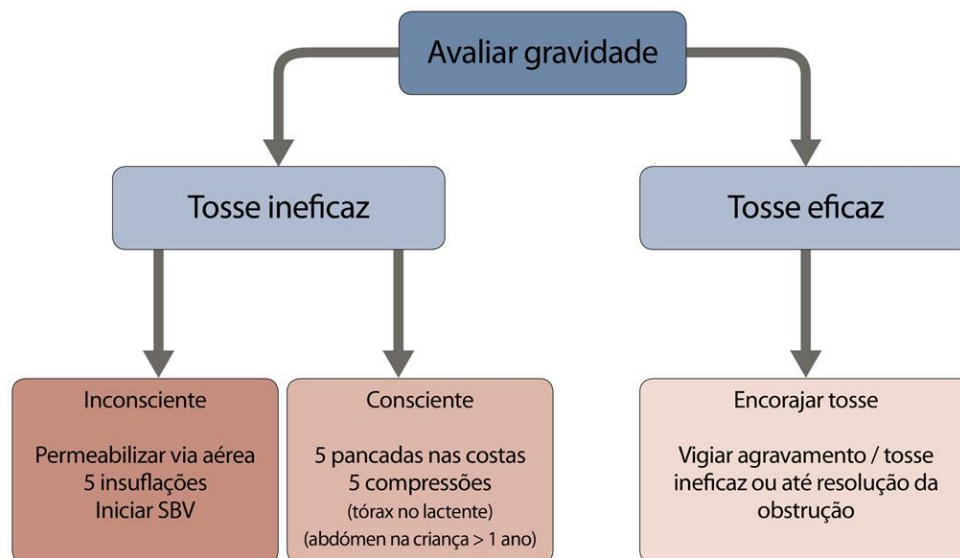 Avaliar gravidade
Tosse ineficaz
Tosse eficaz
Inconsciente
Permeabilizar via aérea
5 insuflações
Iniciar SBV
Consciente
5 pancadas nas costas
5 compressões
(tórax no lactente)
(abdómen na criança > 1 ano)
Encorajar tosse
Vigiar agravamento / tosse
ineficaz ou até resolução da
obstrução